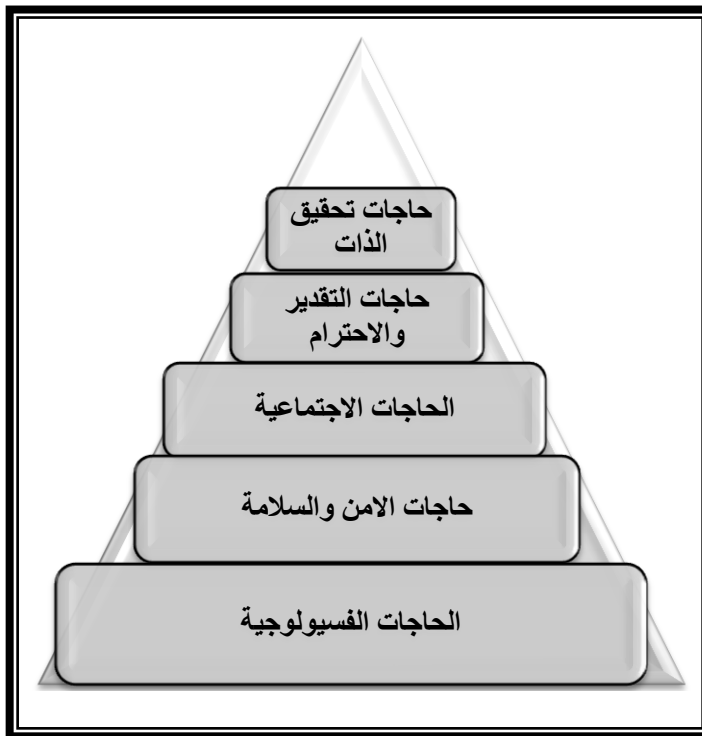 حاجات تحقيق
الذات
حاجات التقدير
والاحترام
الحاجات الاجتماعية
حاجات الامن والسلامة
الحاجات الفسيولوجية